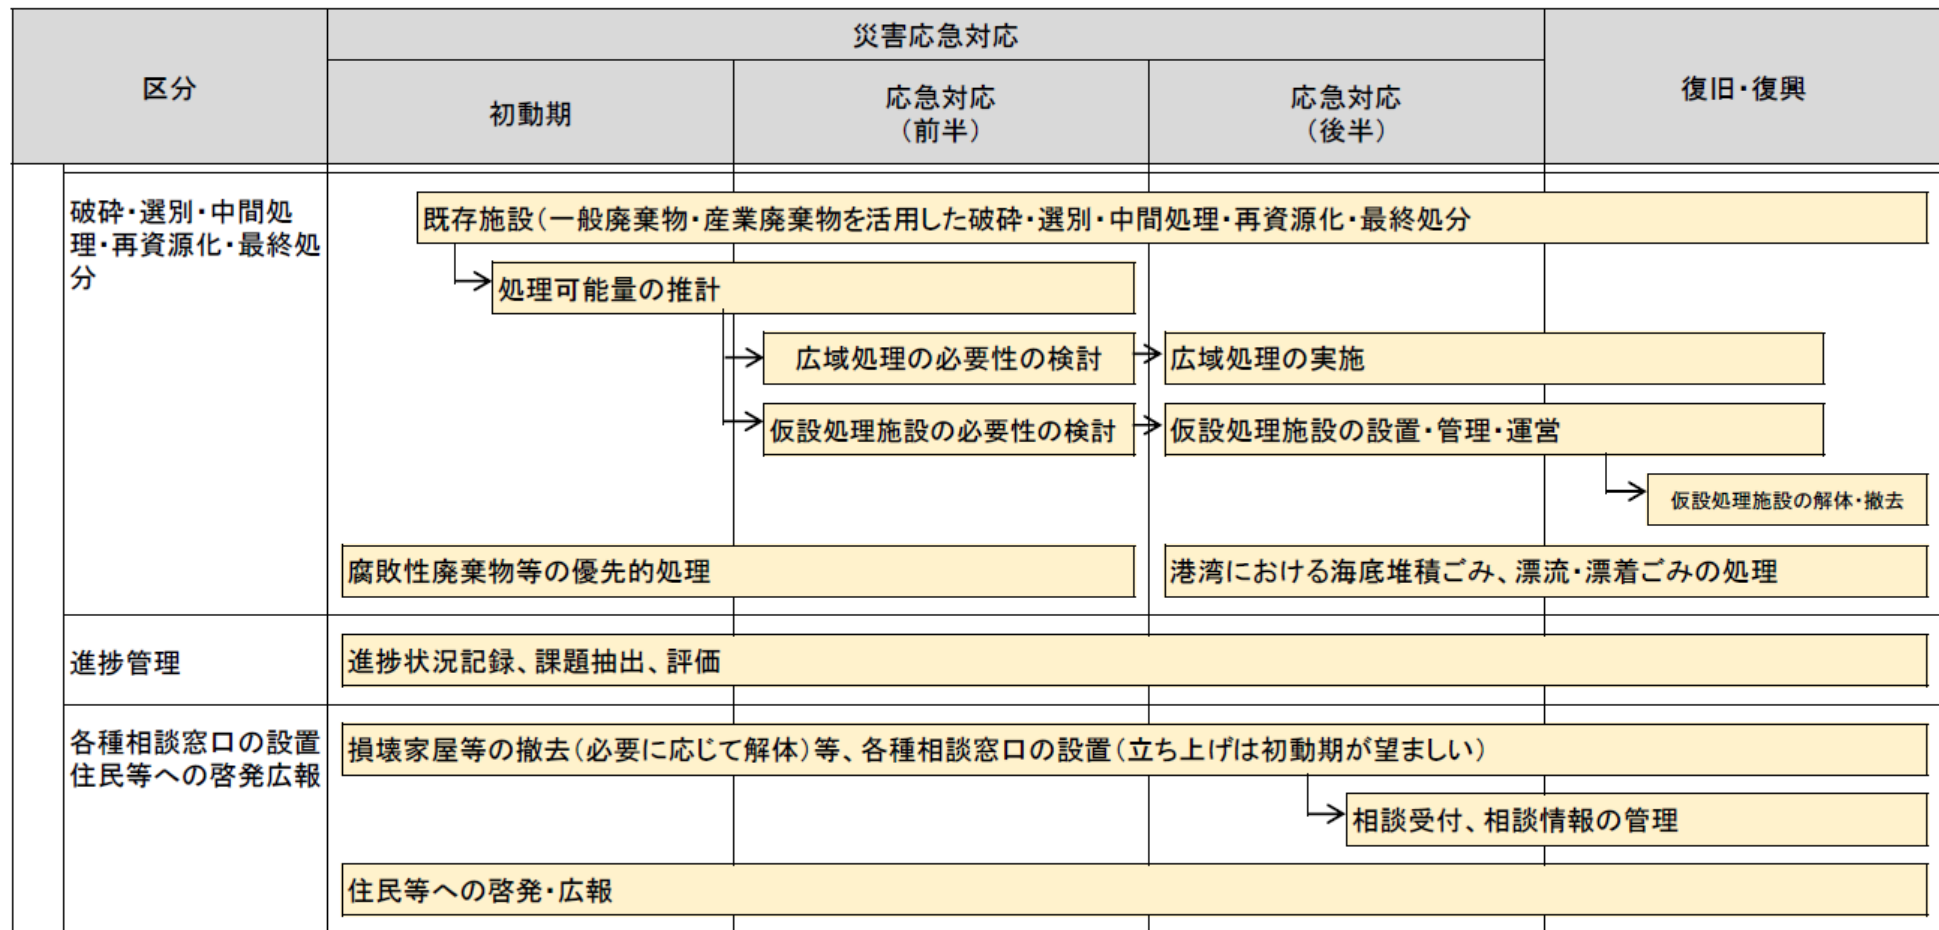 区分
災害応急対応
復旧・復興
初動期
応急対応
（前半）
応急対応
（後半）
破砕・選別・中間処
理・再資源化・最終処
分
既存施設（一般廃棄物・産業廃棄物を活用した破砕・選別・中間処理・再資源化・最終処分
処理可能量の推計
広域処理の必要性の検討
広域処理の実施
仮設処理施設の必要性の検討
仮設処理施設の設置・管理・運営
仮設処理施設の解体・撤去
腐敗性廃棄物等の優先的処理
港湾における海底堆積ごみ、漂流・漂着ごみの処理
進捗管理
進捗状況記録、課題抽出、評価
各種相談窓口の設置
住民等への啓発広報
損壊家屋等の撤去（必要に応じて解体）等、各種相談窓口の設置（立ち上げは初動期が望ましい）
相談受付、相談情報の管理
住民等への啓発・広報